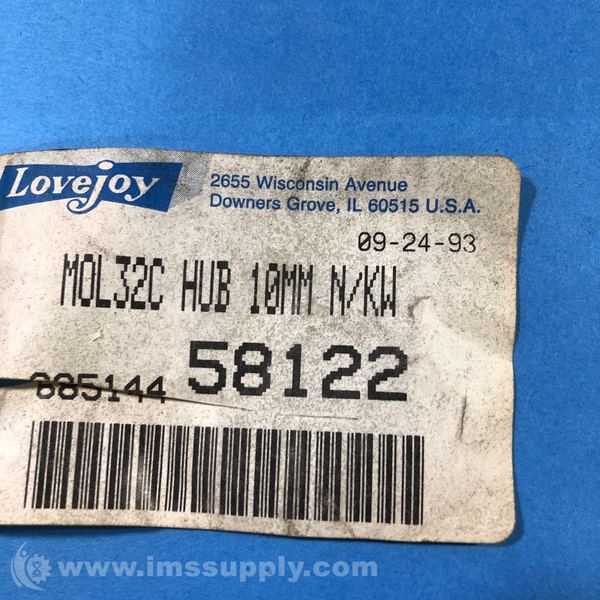 Lovejoy
2655 Wisconsin Avenue
Downers Grove, IL 60515 U.S.A.
09-24-93
MOL32C HUB 10MM N/KW
885144 58122
www.imssupply.com